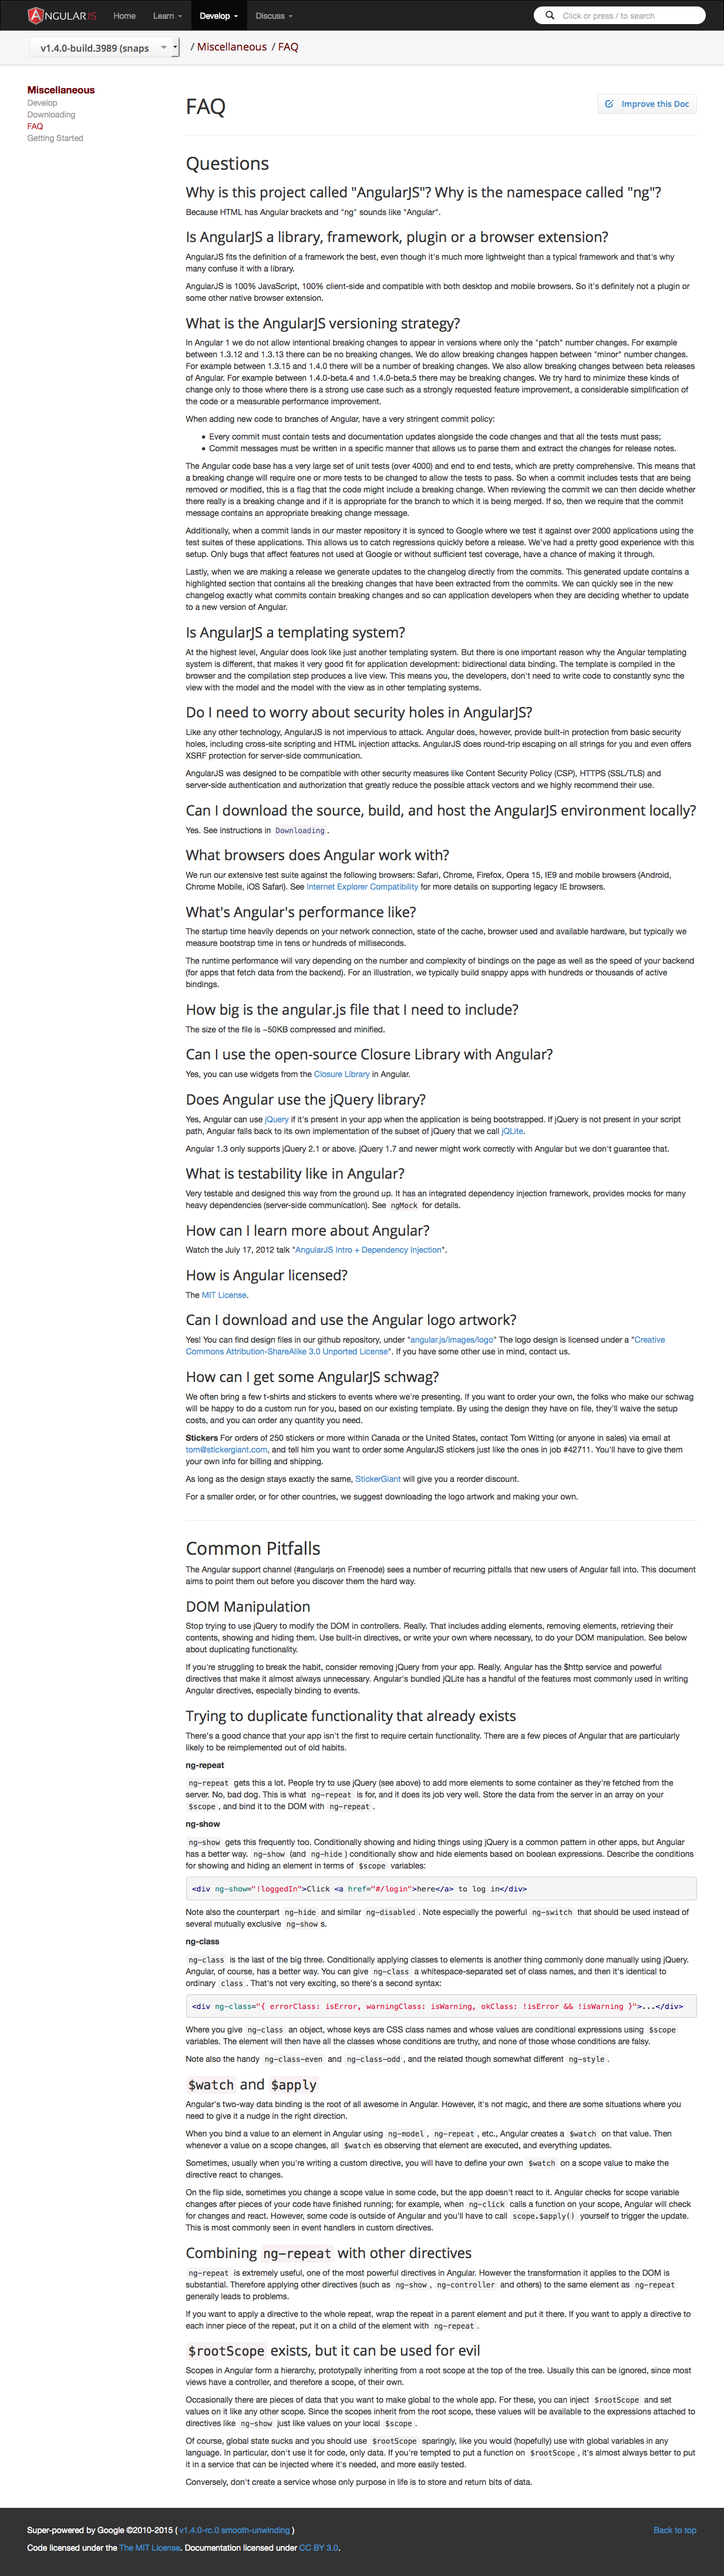 ANGULARJS Home Learn Develop Discuss Click or press / to search
v1.4.0-build.3989 (snaps / Miscellaneous / FAQ
Miscellaneous
Develop
Downloading
FAQ
Getting Started
FAQ
Improve this Doc
Questions
Why is this project called "AngularJS"? Why is the namespace called "ng"?
Because HTML has Angular brackets and "ng" sounds like "Angular".
Is AngularJS a library, framework, plugin or a browser extension?
AngularJS fits the definition of a framework the best, even though it's much more lightweight than a typical framework and that's why
many confuse it with a library.
AngularJS is 100% JavaScript, 100% client-side and compatible with both desktop and mobile browsers. So it's definitely not a plugin or
some other native browser extension.
What is the AngularJS versioning strategy?
In Angular 1 we do not allow intentional breaking changes to appear in versions where only the "patch" number changes. For example
between 1.3.12 and 1.3.13 there can be no breaking changes. We do allow breaking changes happen between "minor" number changes.
For example between 1.3.15 and 1.4.0 there will be a number of breaking changes. We also allow breaking changes between beta releases
of Angular. For example between 1.4.0-beta.4 and 1.4.0-beta.5 there may be breaking changes. We try hard to minimize these kinds of
change only to those where there is a strong use case such as a strongly requested feature improvement, a considerable simplification of
the code or a measurable performance improvement.
When adding new code to branches of Angular, have a very stringent commit policy:
• Every commit must contain tests and documentation updates alongside the code changes and that all the tests must pass;
• Commit messages must be written in a specific manner that allows us to parse them and extract the changes for release notes.
The Angular code base has a very large set of unit tests (over 4000) and end to end tests, which are pretty comprehensive. This means that
a breaking change will require one or more tests to be changed to allow the tests to pass. So when a commit includes tests that are being
removed or modified, this is a flag that the code might include a breaking change. When reviewing the commit we can then decide whether
there really is a breaking change and if it is appropriate for the branch to which it is being merged. If so, then we require that the commit
message contains an appropriate breaking change message.
Additionally, when a commit lands in our master repository it is synced to Google where we test it against over 2000 applications using the
test suites of these applications. This allows us to catch regressions quickly before a release. We've had a pretty good experience with this
setup. Only bugs that affect features not used at Google or without sufficient test coverage, have a chance of making it through.
Lastly, when we are making a release we generate updates to the changelog directly from the commits. This generated update contains a
highlighted section that contains all the breaking changes that have been extracted from the commits. We can quickly see in the new
changelog exactly what commits contain breaking changes and so can application developers when they are deciding whether to update
to a new version of Angular.
Is AngularJS a templating system?
At the highest level, Angular does look like just another templating system. But there is one important reason why the Angular templating
system is different, that makes it very good fit for application development: bidirectional data binding. The template is compiled in the
browser and the compilation step produces a live view. This means you, the developers, don't need to write code to constantly sync the
view with the model and the model with the view as in other templating systems.
Do I need to worry about security holes in AngularJS?
Like any other technology, AngularJS is not impervious to attack. Angular does, however, provide built-in protection from basic security
holes, including cross-site scripting and HTML injection attacks. AngularJS does round-trip escaping on all strings for you and even offers
XSRF protection for server-side communication.
AngularJS was designed to be compatible with other security measures like Content Security Policy (CSP), HTTPS (SSL/TLS) and
server-side authentication and authorization that greatly reduce the possible attack vectors and we highly recommend their use.
Can I download the source, build, and host the AngularJS environment locally?
Yes. See instructions in Downloading.
What browsers does Angular work with?
We run our extensive test suite against the following browsers: Safari, Chrome, Firefox, Opera 15, IE9 and mobile browsers (Android,
Chrome Mobile, iOS Safari). See Internet Explorer Compatibility for more details on supporting legacy IE browsers.
What's Angular's performance like?
The startup time heavily depends on your network connection, state of the cache, browser used and available hardware, but typically we
measure bootstrap time in tens or hundreds of milliseconds.
The runtime performance will vary depending on the number and complexity of bindings on the page as well as the speed of your backend
(for apps that fetch data from the backend). For an illustration, we typically build snappy apps with hundreds or thousands of active
bindings.
How big is the angular.js file that I need to include?
The size of the file is ~50KB compressed and minified.
Can I use the open-source Closure Library with Angular?
Yes, you can use widgets from the Closure Library in Angular.
Does Angular use the jQuery library?
Yes, Angular can use jQuery if it's present in your app when the application is being bootstrapped. If jQuery is not present in your script
path, Angular falls back to its own implementation of the subset of jQuery that we call jQLite.
Angular 1.3 only supports jQuery 2.1 or above. jQuery 1.7 and newer might work correctly with Angular but we don't guarantee that.
What is testability like in Angular?
Very testable and designed this way from the ground up. It has an integrated dependency injection framework, provides mocks for many
heavy dependencies (server-side communication). See ngMock for details.
How can I learn more about Angular?
Watch the July 17, 2012 talk "AngularJS Intro + Dependency Injection".
How is Angular licensed?
The MIT License.
Can I download and use the Angular logo artwork?
Yes! You can find design files in our github repository, under "angular.js/images/logo" The logo design is licensed under a "Creative
Commons Attribution-ShareAlike 3.0 Unported License". If you have some other use in mind, contact us.
How can I get some AngularJS schwag?
We often bring a few t-shirts and stickers to events where we're presenting. If you want to order your own, the folks who make our schwag
will be happy to do a custom run for you, based on our existing template. By using the design they have on file, they'll waive the setup
costs, and you can order any quantity you need.
Stickers For orders of 250 stickers or more within Canada or the United States, contact Tom Witting (or anyone in sales) via email at
tom@stickergiant.com, and tell him you want to order some AngularJS stickers just like the ones in job #42711. You'll have to give them
your own info for billing and shipping.
As long as the design stays exactly the same, StickerGiant will give you a reorder discount.
For a smaller order, or for other countries, we suggest downloading the logo artwork and making your own.
Common Pitfalls
The Angular support channel (#angularjs on Freenode) sees a number of recurring pitfalls that new users of Angular fall into. This document
aims to point them out before you discover them the hard way.
DOM Manipulation
Stop trying to use jQuery to modify the DOM in controllers. Really. That includes adding elements, removing elements, retrieving their
contents, showing and hiding them. Use built-in directives, or write your own where necessary, to do your DOM manipulation. See below
about duplicating functionality.
If you're struggling to break the habit, consider removing jQuery from your app. Really. Angular has the $http service and powerful
directives that make it almost always unnecessary. Angular's bundled jQLite has a handful of the features most commonly used in writing
Angular directives, especially binding to events.
Trying to duplicate functionality that already exists
There's a good chance that your app isn't the first to require certain functionality. There are a few pieces of Angular that are particularly
likely to be reimplemented out of old habits.
ng-repeat
ng-repeat gets this a lot. People try to use jQuery (see above) to add more elements to some container as they're fetched from the
server. No, bad dog. This is what ng-repeat is for, and it does its job very well. Store the data from the server in an array on your
$scope, and bind it to the DOM with ng-repeat.
ng-show
ng-show gets this frequently too. Conditionally showing and hiding things using jQuery is a common pattern in other apps, but Angular
has a better way. ng-show (and ng-hide) conditionally show and hide elements based on boolean expressions. Describe the conditions
for showing and hiding an element in terms of $scope variables:
<div ng-show="!loggedIn">Click <a href="#/login">here</a> to log in</div>
Note also the counterpart ng-hide and similar ng-disabled. Note especially the powerful ng-switch that should be used instead of
several mutually exclusive ng-show s.
ng-class
ng-class is the last of the big three. Conditionally applying classes to elements is another thing commonly done manually using jQuery.
Angular, of course, has a better way. You can give ng-class a whitespace-separated set of class names, and then it's identical to
ordinary class. That's not very exciting, so there's a second syntax:
<div ng-class="{ errorClass: isError, warningClass: isWarning, okClass: !isError && !isWarning }">...</div>
Where you give ng-class an object, whose keys are CSS class names and whose values are conditional expressions using $scope
variables. The element will then have all the classes whose conditions are truthy, and none of those whose conditions are falsy.
Note also the handy ng-class-even and ng-class-odd, and the related though somewhat different ng-style.
$watch and $apply
Angular's two-way data binding is the root of all awesome in Angular. However, it's not magic, and there are some situations where you
need to give it a nudge in the right direction.
When you bind a value to an element in Angular using ng-model, ng-repeat, etc., Angular creates a $watch on that value. Then
whenever a value on a scope changes, all $watch es observing that element are executed, and everything updates.
Sometimes, usually when you're writing a custom directive, you will have to define your own $watch on a scope value to make the
directive react to changes.
On the flip side, sometimes you change a scope value in some code, but the app doesn't react to it. Angular checks for scope variable
changes after pieces of your code have finished running; for example, when ng-click calls a function on your scope, Angular will check
for changes and react. However, some code is outside of Angular and you'll have to call scope.$apply() yourself to trigger the update.
This is most commonly seen in event handlers in custom directives.
Combining ng-repeat with other directives
ng-repeat is extremely useful, one of the most powerful directives in Angular. However the transformation it applies to the DOM is
substantial. Therefore applying other directives (such as ng-show, ng-controller and others) to the same element as ng-repeat
generally leads to problems.
If you want to apply a directive to the whole repeat, wrap the repeat in a parent element and put it there. If you want to apply a directive to
each inner piece of the repeat, put it on a child of the element with ng-repeat.
$rootScope exists, but it can be used for evil
Scopes in Angular form a hierarchy, prototypally inheriting from a root scope at the top of the tree. Usually this can be ignored, since most
views have a controller, and therefore a scope, of their own.
Occasionally there are pieces of data that you want to make global to the whole app. For these, you can inject $rootScope and set
values on it like any other scope. Since the scopes inherit from the root scope, these values will be available to the expressions attached to
directives like ng-show just like values on your local $scope.
Of course, global state sucks and you should use $rootScope sparingly, like you would (hopefully) use with global variables in any
language. In particular, don't use it for code, only data. If you're tempted to put a function on $rootScope, it's almost always better to put
it in a service that can be injected where it's needed, and more easily tested.
Conversely, don't create a service whose only purpose in life is to store and return bits of data.
Super-powered by Google ©2010-2015 ( v1.4.0-rc.0 smooth-unwinding ) Back to top
Code licensed under the The MIT License. Documentation licensed under CC BY 3.0.